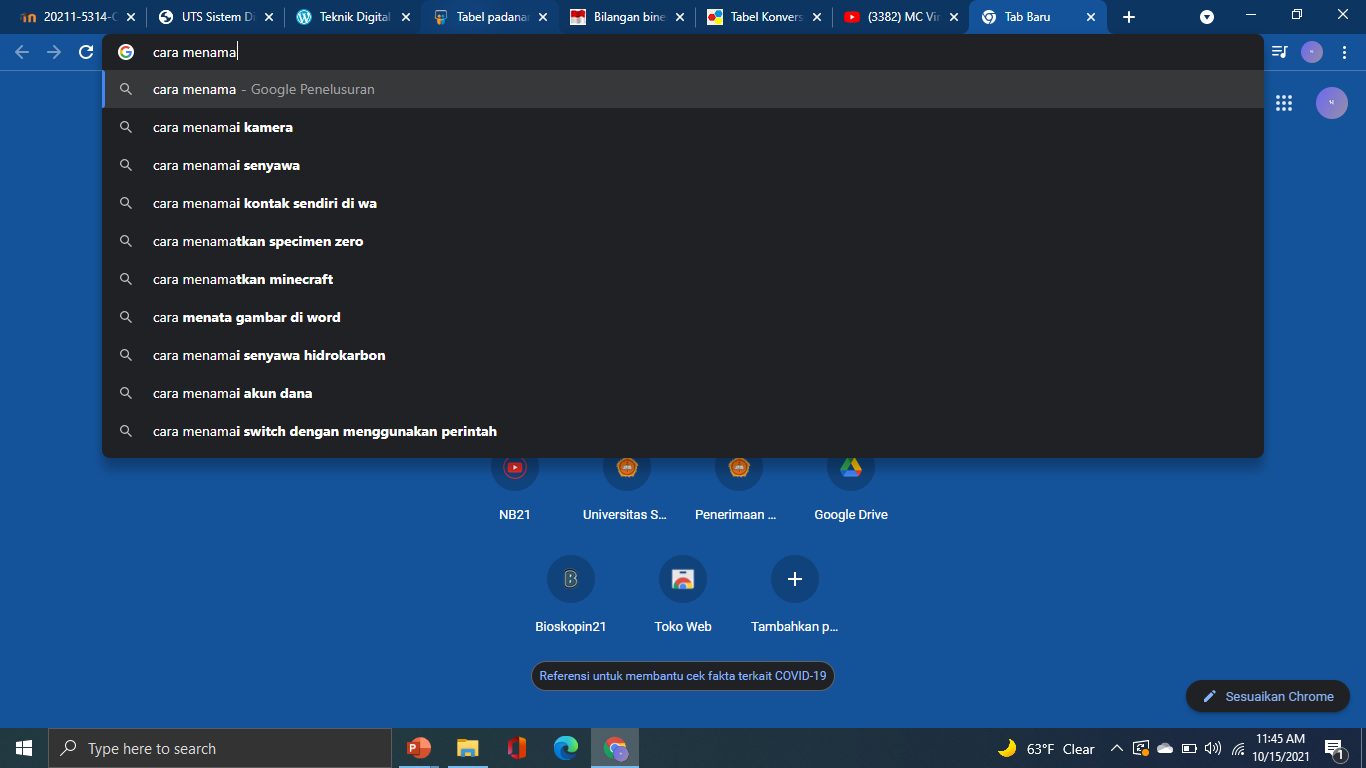 20211-5314-C
UTS Sistem Di
Teknik Digital
Tabel padanan
Bilangan bine
Tabel Konvers
(3382) MC Vir
Tab Baru
cara menama
cara menama - Google Penelusuran
cara menamai kamera
cara menamai senyawa
cara menamai kontak sendiri di wa
cara menamatkan specimen zero
cara menamatkan minecraft
cara menata gambar di word
cara menamai senyawa hidrokarbon
cara menamai akun dana
cara menamai switch dengan menggunakan perintah
NB21
Universitas S...
Penerimaan ...
Google Drive
Bioskopin21
Toko Web
Tambahkan p...
Referensi untuk membantu cek fakta terkait COVID-19
Sesuaikan Chrome
Type here to search
63°F Clear
11:45 AM
10/15/2021
1